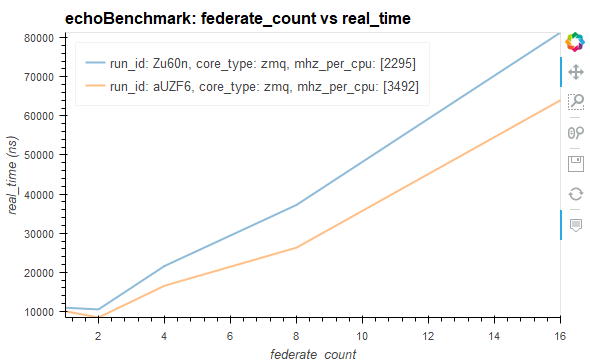 echoBenchmark: federate_count vs real_time
80000
70000
60000
50000
40000
30000
20000
10000
real_time (ns)
run_id: Zu60n, core_type: zmq, mhz_per_cpu: [2295]
run_id: aUZF6, core_type: zmq, mhz_per_cpu: [3492]
2 4 6 8 10 12 14 16
federate_count